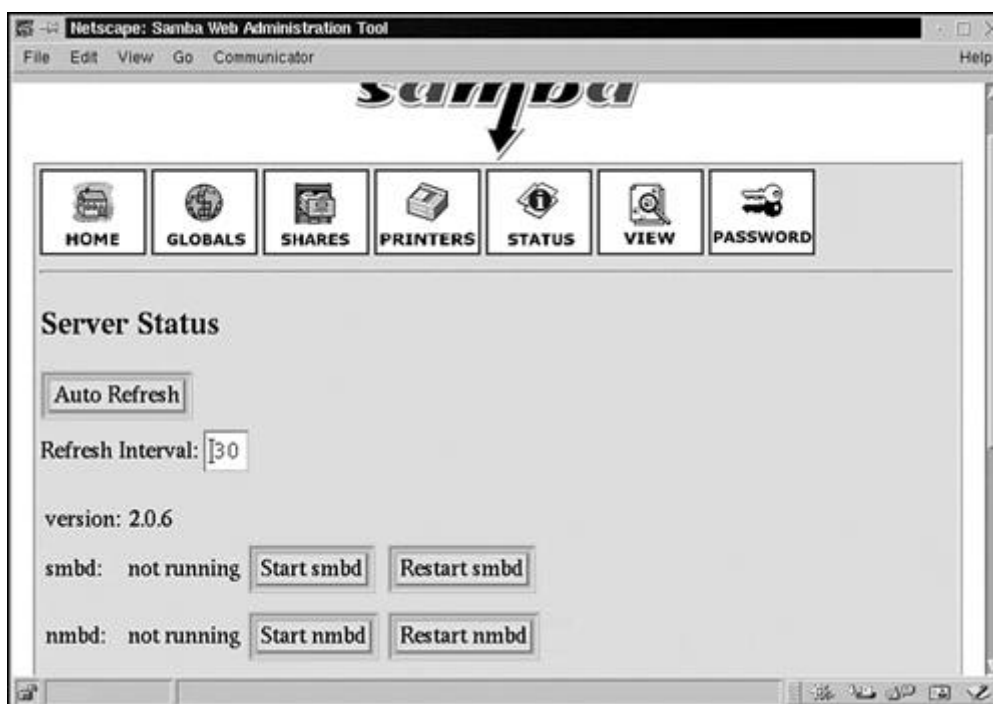 Netscape: Samba Web Administration Tool
File Edit View Go Communicator Help
samba
HOME GLOBALS SHARES PRINTERS STATUS VIEW PASSWORD
Server Status
Auto Refresh
Refresh Interval: 30
version: 2.0.6
smbd: not running Start smbd Restart smbd
nmbd: not running Start nmbd Restart nmbd